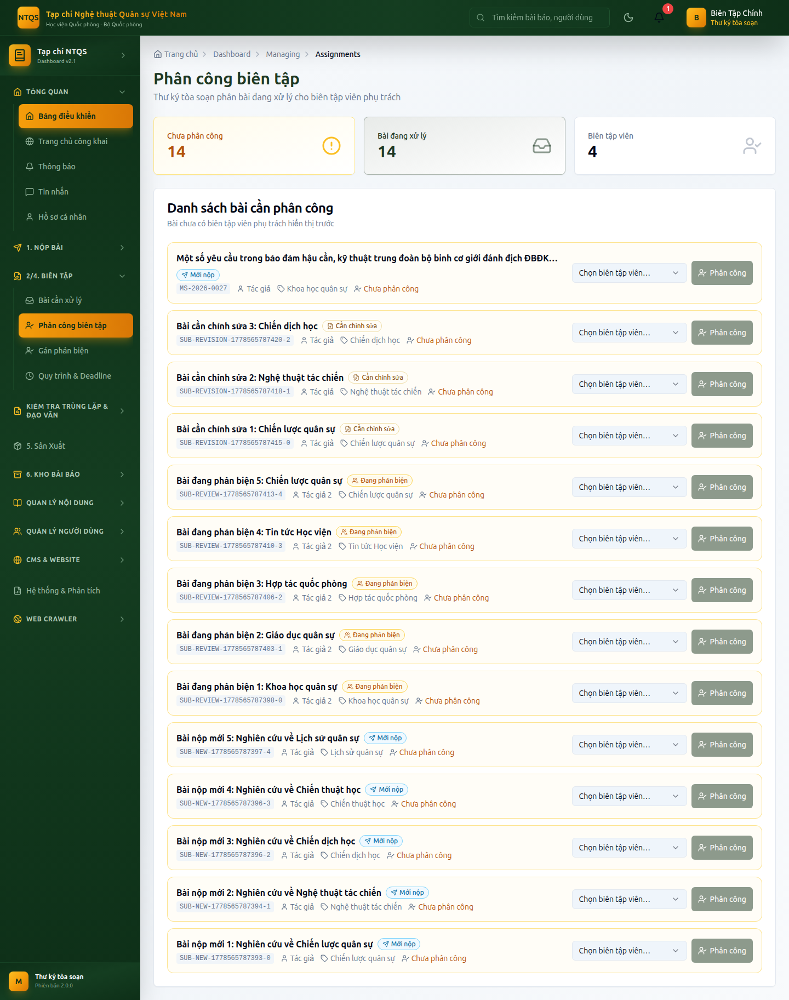 NTQS
Tạp chí Nghệ thuật Quân sự Việt Nam
Học viện Quốc phòng - Bộ Quốc phòng
Tìm kiếm bài báo, người dùng
1
B
Biên Tập Chính
Thư ký tòa soạn
Tạp chí NTQS
Dashboard v2.1
TỔNG QUAN
Bảng điều khiển
Trang chủ công khai
Thông báo
Tin nhắn
Hồ sơ cá nhân
1. NỘP BÀI
2/4. BIÊN TẬP
Bài cần xử lý
Phân công biên tập
Gán phản biện
Quy trình & Deadline
KIỂM TRA TRÙNG LẶP &
ĐẠO VĂN
5. Sản Xuất
6. KHO BÀI BÁO
QUẢN LÝ NỘI DUNG
QUẢN LÝ NGƯỜI DÙNG
CMS & WEBSITE
Hệ thống & Phân tích
WEB CRAWLER
M
Thư ký tòa soạn
Phiên bản 2.0.0
Trang chủ
Dashboard
Managing
Assignments
Phân công biên tập
Thư ký tòa soạn phân bài đang xử lý cho biên tập viên phụ trách
Chưa phân công
14
Bài đang xử lý
14
Biên tập viên
4
Danh sách bài cần phân công
Bài chưa có biên tập viên phụ trách hiển thị trước
Một số yêu cầu trong bảo đảm hậu cần, kỹ thuật trung đoàn bộ binh cơ giới đánh địch ĐBĐK...
Mới nộp
MS-2026-0027 Tác giả Khoa học quân sự Chưa phân công
Chọn biên tập viên... Phân công
Bài cần chỉnh sửa 3: Chiến dịch học Cần chỉnh sửa
SUB-REVISION-1778565787420-2 Tác giả Chiến dịch học Chưa phân công
Chọn biên tập viên... Phân công
Bài cần chỉnh sửa 2: Nghệ thuật tác chiến Cần chỉnh sửa
SUB-REVISION-1778565787418-1 Tác giả Nghệ thuật tác chiến Chưa phân công
Chọn biên tập viên... Phân công
Bài cần chỉnh sửa 1: Chiến lược quân sự Cần chỉnh sửa
SUB-REVISION-1778565787415-0 Tác giả Chiến lược quân sự Chưa phân công
Chọn biên tập viên... Phân công
Bài đang phản biện 5: Chiến lược quân sự Đang phản biện
SUB-REVIEW-1778565787413-4 Tác giả 2 Chiến lược quân sự Chưa phân công
Chọn biên tập viên... Phân công
Bài đang phản biện 4: Tin tức Học viện Đang phản biện
SUB-REVIEW-1778565787410-3 Tác giả 2 Tin tức Học viện Chưa phân công
Chọn biên tập viên... Phân công
Bài đang phản biện 3: Hợp tác quốc phòng Đang phản biện
SUB-REVIEW-1778565787406-2 Tác giả 2 Hợp tác quốc phòng Chưa phân công
Chọn biên tập viên... Phân công
Bài đang phản biện 2: Giáo dục quân sự Đang phản biện
SUB-REVIEW-1778565787403-1 Tác giả 2 Giáo dục quân sự Chưa phân công
Chọn biên tập viên... Phân công
Bài đang phản biện 1: Khoa học quân sự Đang phản biện
SUB-REVIEW-1778565787398-0 Tác giả 2 Khoa học quân sự Chưa phân công
Chọn biên tập viên... Phân công
Bài nộp mới 5: Nghiên cứu về Lịch sử quân sự Mới nộp
SUB-NEW-1778565787397-4 Tác giả Lịch sử quân sự Chưa phân công
Chọn biên tập viên... Phân công
Bài nộp mới 4: Nghiên cứu về Chiến thuật học Mới nộp
SUB-NEW-1778565787396-3 Tác giả Chiến thuật học Chưa phân công
Chọn biên tập viên... Phân công
Bài nộp mới 3: Nghiên cứu về Chiến dịch học Mới nộp
SUB-NEW-1778565787396-2 Tác giả Chiến dịch học Chưa phân công
Chọn biên tập viên... Phân công
Bài nộp mới 2: Nghiên cứu về Nghệ thuật tác chiến Mới nộp
SUB-NEW-1778565787394-1 Tác giả Nghệ thuật tác chiến Chưa phân công
Chọn biên tập viên... Phân công
Bài nộp mới 1: Nghiên cứu về Chiến lược quân sự Mới nộp
SUB-NEW-1778565787393-0 Tác giả Chiến lược quân sự Chưa phân công
Chọn biên tập viên... Phân công